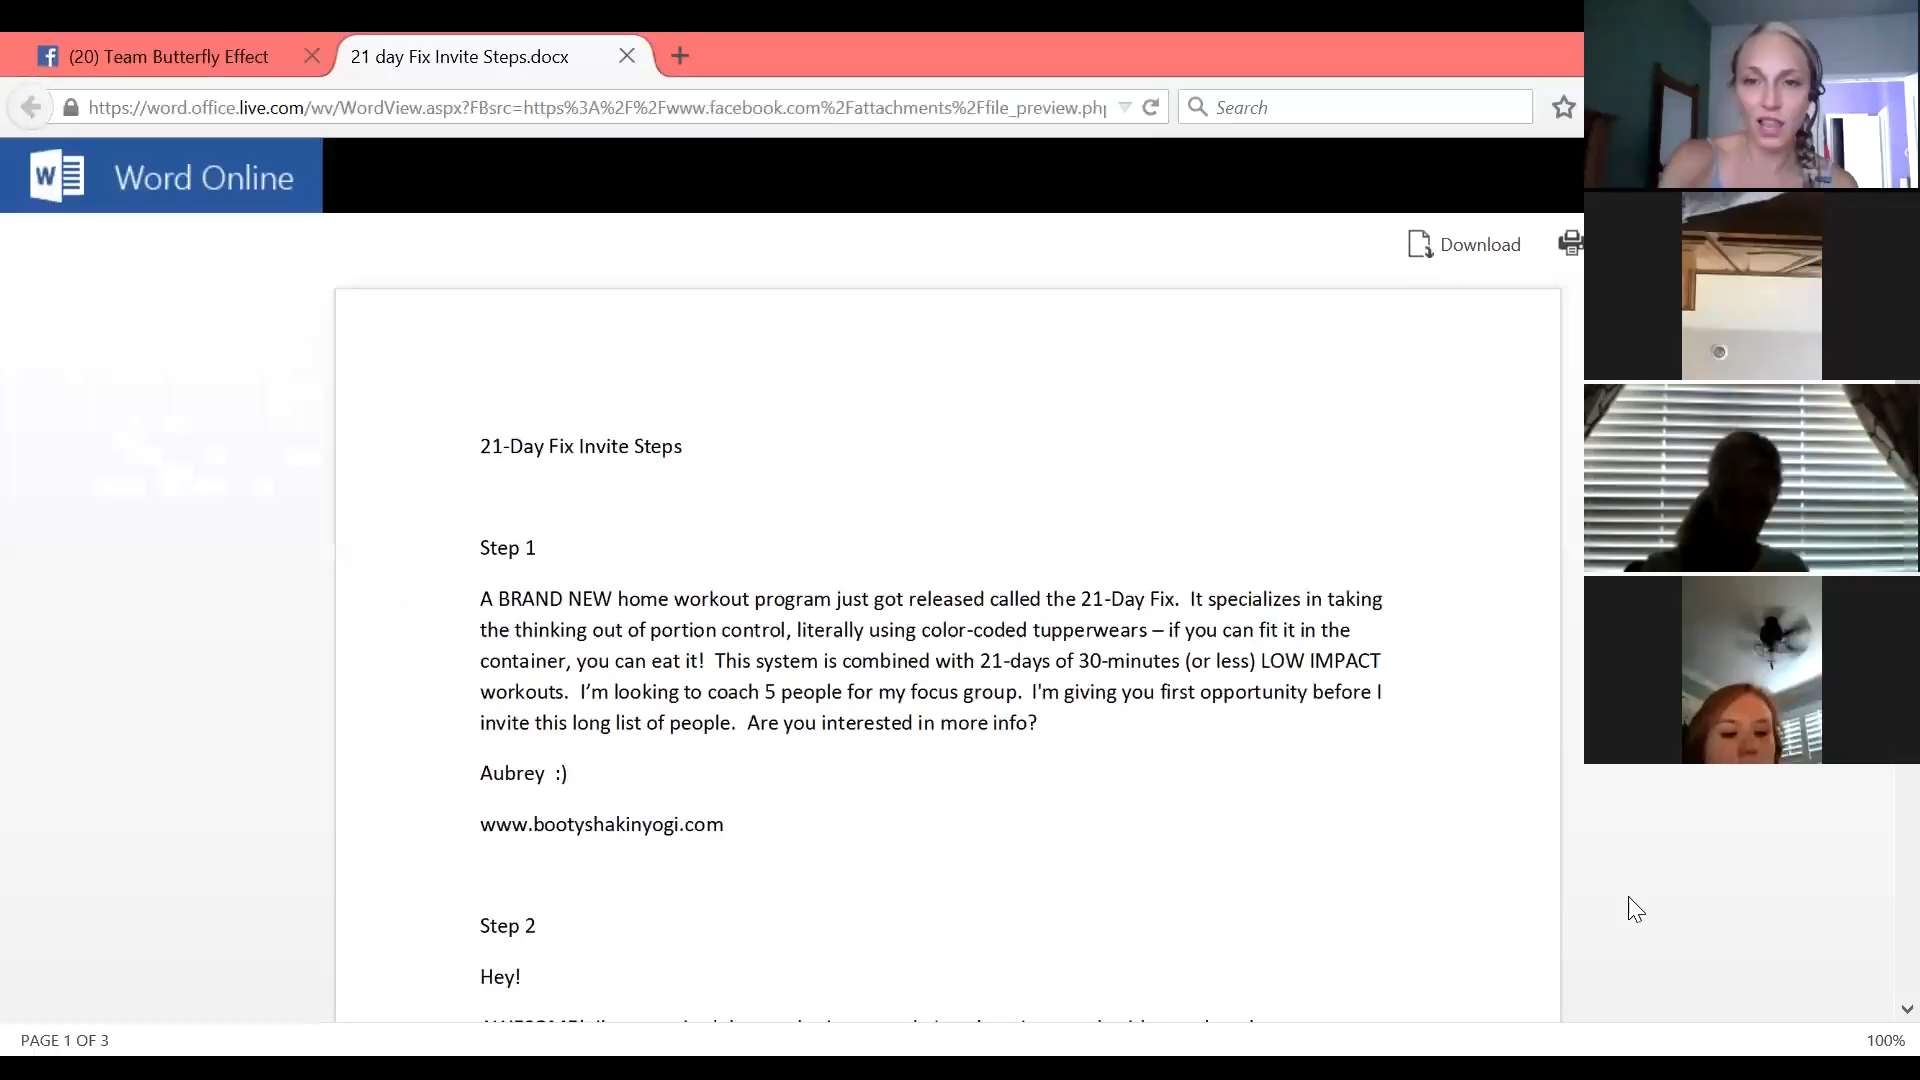 (20) Team Butterfly Effect
21 day Fix Invite Steps.docx
https://word.office.live.com/wv/WordView.aspx?FBsrc=https%3A%2F%2Fwww.facebook.com%2Fattachments%2Ffile_preview.php
Search
W
Word Online
Download
21-Day Fix Invite Steps
Step 1
A BRAND NEW home workout program just got released called the 21-Day Fix.  It specializes in taking
the thinking out of portion control, literally using color-coded tupperwears – if you can fit it in the
container, you can eat it!  This system is combined with 21-days of 30-minutes (or less) LOW IMPACT
workouts.  I'm looking to coach 5 people for my focus group.  I'm giving you first opportunity before I
invite this long list of people.  Are you interested in more info?
Aubrey  :)
www.bootyshakinyogi.com
Step 2
Hey!
PAGE 1 OF 3
100%